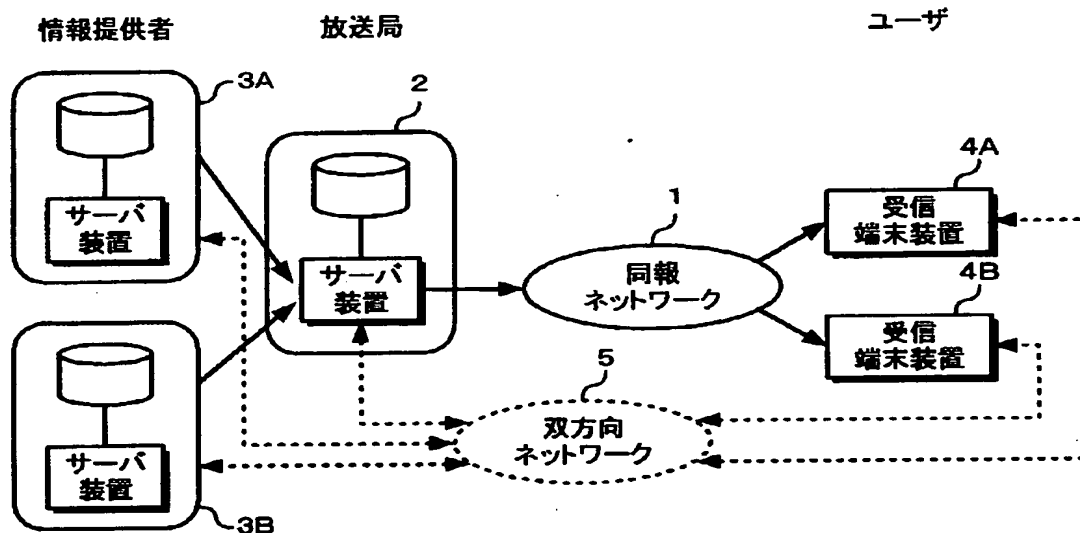 情報提供者
放送局
ユーザ
3A
サーバ
装置
2
サーバ
装置
1
同報
ネットワーク
4A
受信
端末装置
4B
受信
端末装置
サーバ
装置
3B
5
双方向
ネットワーク